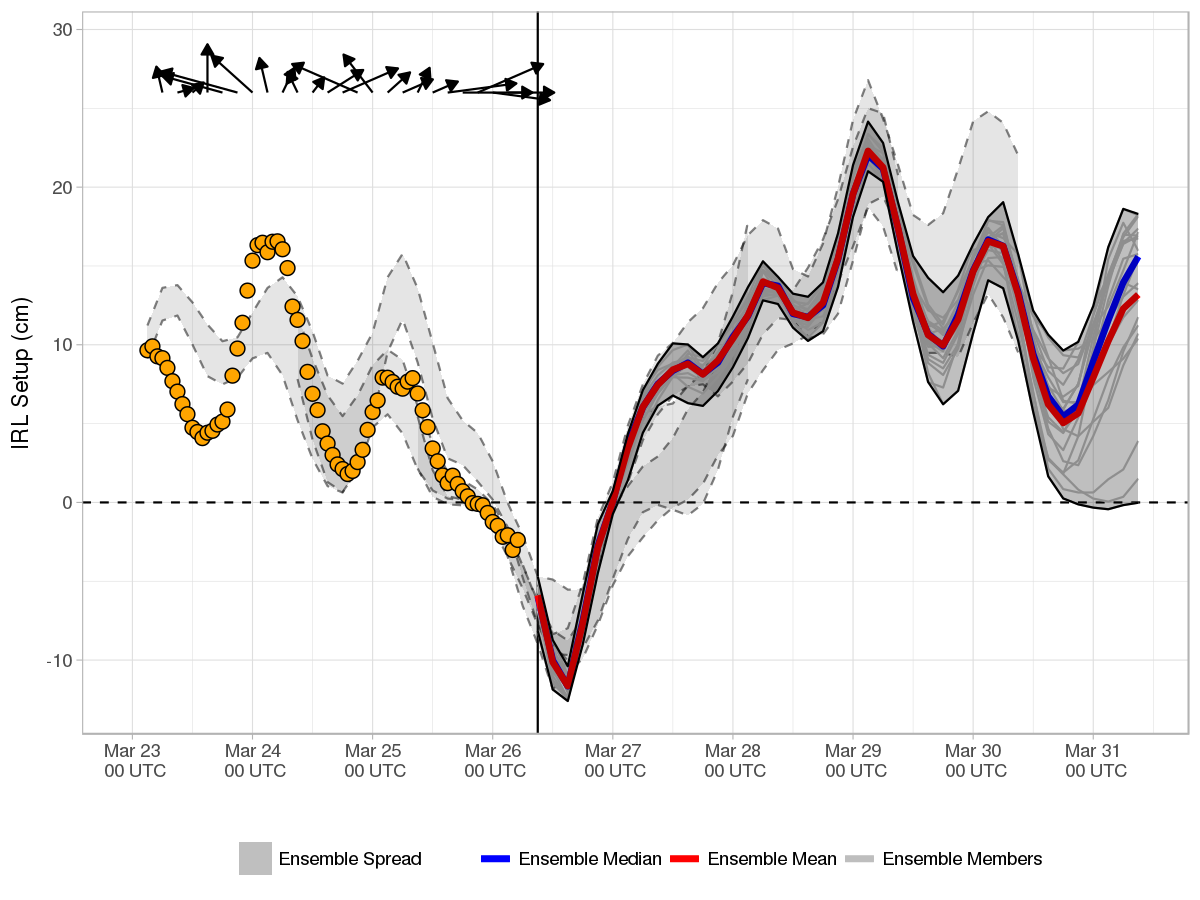 30
20
10
0
-10
IRL Setup (cm)
Mar 23
00 UTC
Mar 24
00 UTC
Mar 25
00 UTC
Mar 26
00 UTC
Mar 27
00 UTC
Mar 28
00 UTC
Mar 29
00 UTC
Mar 30
00 UTC
Mar 31
00 UTC
Ensemble Spread
Ensemble Median
Ensemble Mean
Ensemble Members